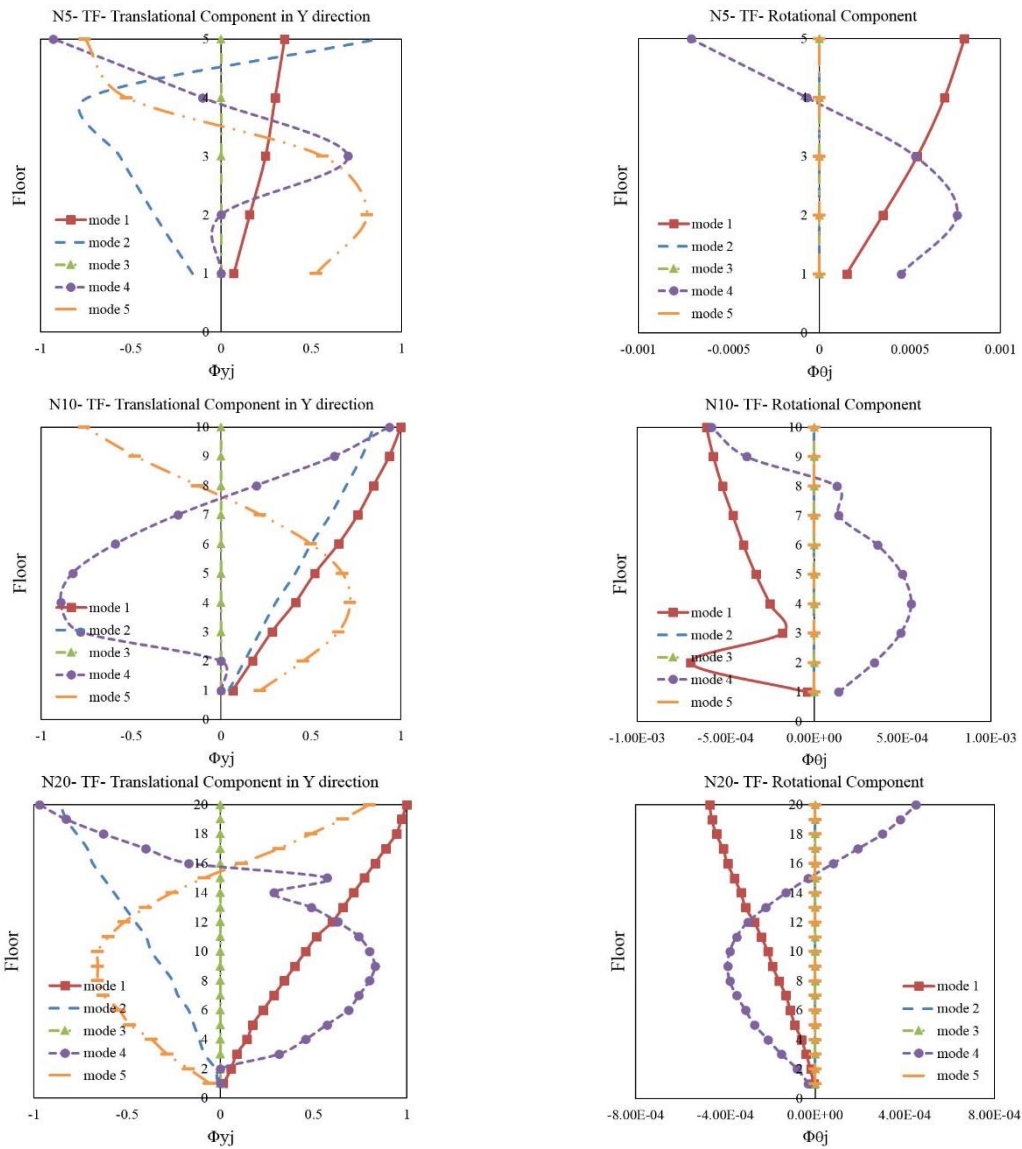 N5- TF- Translational Component in Y direction
5
4
3
2
1
0
Floor
mode 1
mode 2
mode 3
mode 4
mode 5
-1 -0.5 0 0.5 1
Φyj
N5- TF- Rotational Component
5
4
3
2
1
0
Floor
mode 1
mode 2
mode 3
mode 4
mode 5
-0.001 -0.0005 0 0.0005 0.001
Φθj
N10- TF- Translational Component in Y direction
10
9
8
7
6
5
4
3
2
1
0
Floor
mode 1
mode 2
mode 3
mode 4
mode 5
-1 -0.5 0 0.5 1
Φyj
N10- TF- Rotational Component
10
9
8
7
6
5
4
3
2
1
0
Floor
mode 1
mode 2
mode 3
mode 4
mode 5
-1.00E-03 -5.00E-04 0.00E+00 5.00E-04 1.00E-03
Φθj
N20- TF- Translational Component in Y direction
20
18
16
14
12
10
8
6
4
2
0
Floor
mode 1
mode 2
mode 3
mode 4
mode 5
-1 -0.5 0 0.5 1
Φyj
N20- TF- Rotational Component
20
18
16
14
12
10
8
6
4
2
0
Floor
mode 1
mode 2
mode 3
mode 4
mode 5
-8.00E-04 -4.00E-04 0.00E+00 4.00E-04 8.00E-04
Φθj